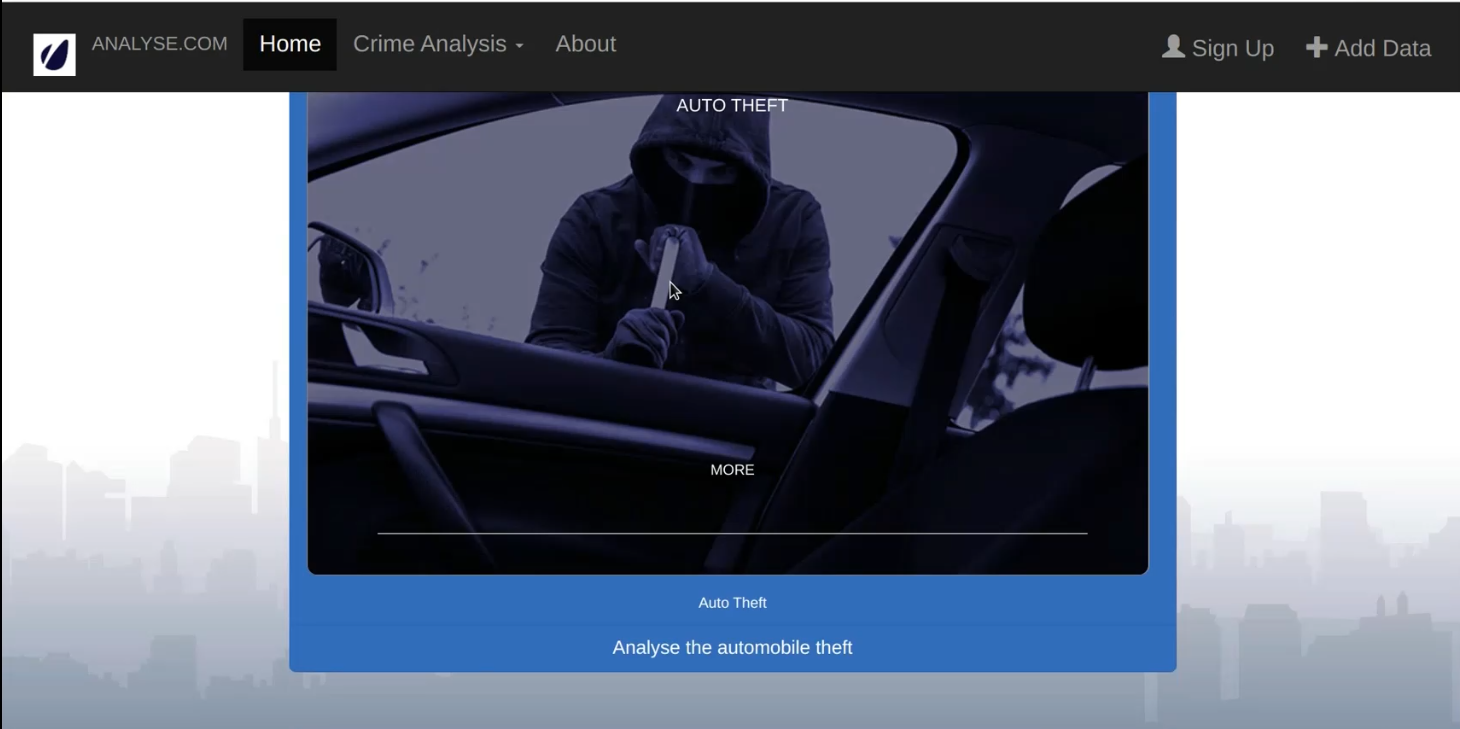 ANALYSE.COM Home Crime Analysis About Sign Up Add Data
AUTO THEFT
MORE
Auto Theft
Analyse the automobile theft